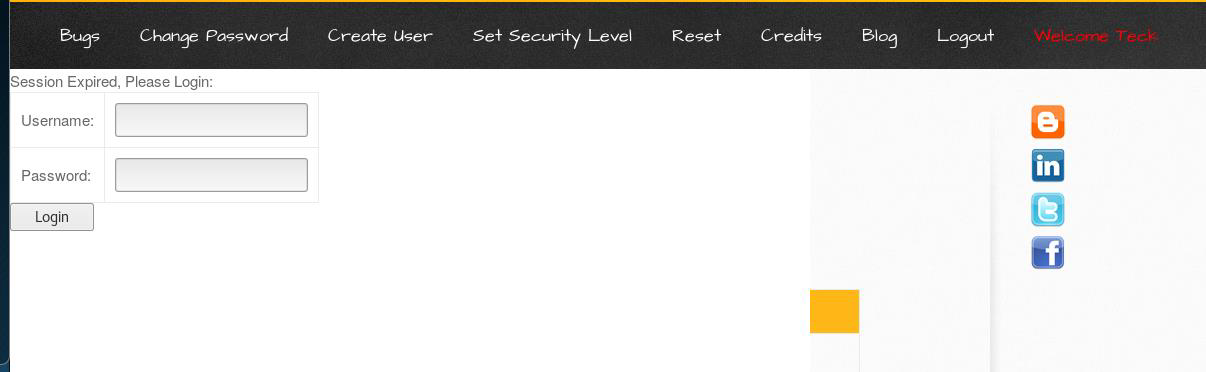 Bugs Change Password Create User Set Security Level Reset Credits Blog Logout Welcome Teck
Session Expired, Please Login:
Username:
Password:
Login
in